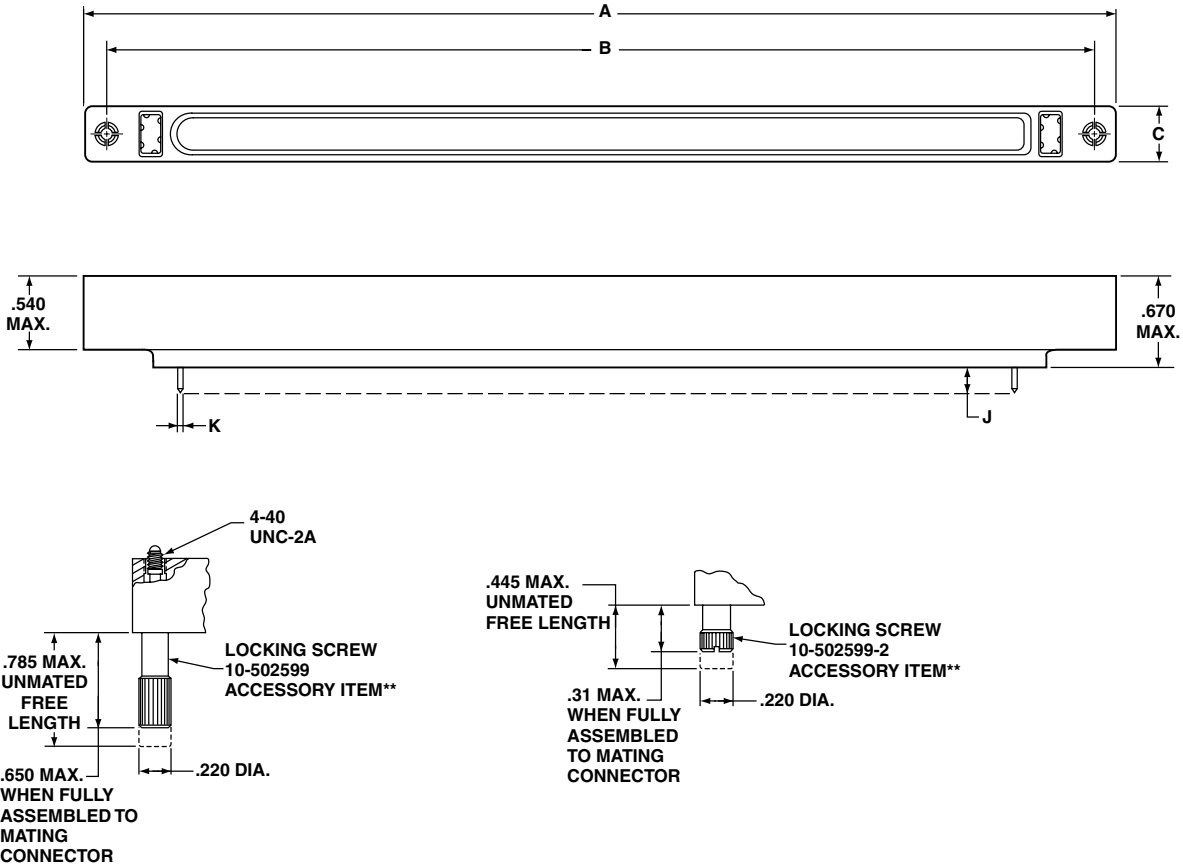 A
B
C
.540
MAX.
.670
MAX.
K
J
4-40
UNC-2A
LOCKING SCREW
10-502599
ACCESSORY ITEM**
.785 MAX.
UNMATED
FREE
LENGTH
.220 DIA.
.650 MAX.
WHEN FULLY
ASSEMBLED TO
MATING
CONNECTOR
.445 MAX.
UNMATED
FREE LENGTH
LOCKING SCREW
10-502599-2
ACCESSORY ITEM**
.220 DIA.
.31 MAX.
WHEN FULLY
ASSEMBLED
TO MATING
CONNECTOR